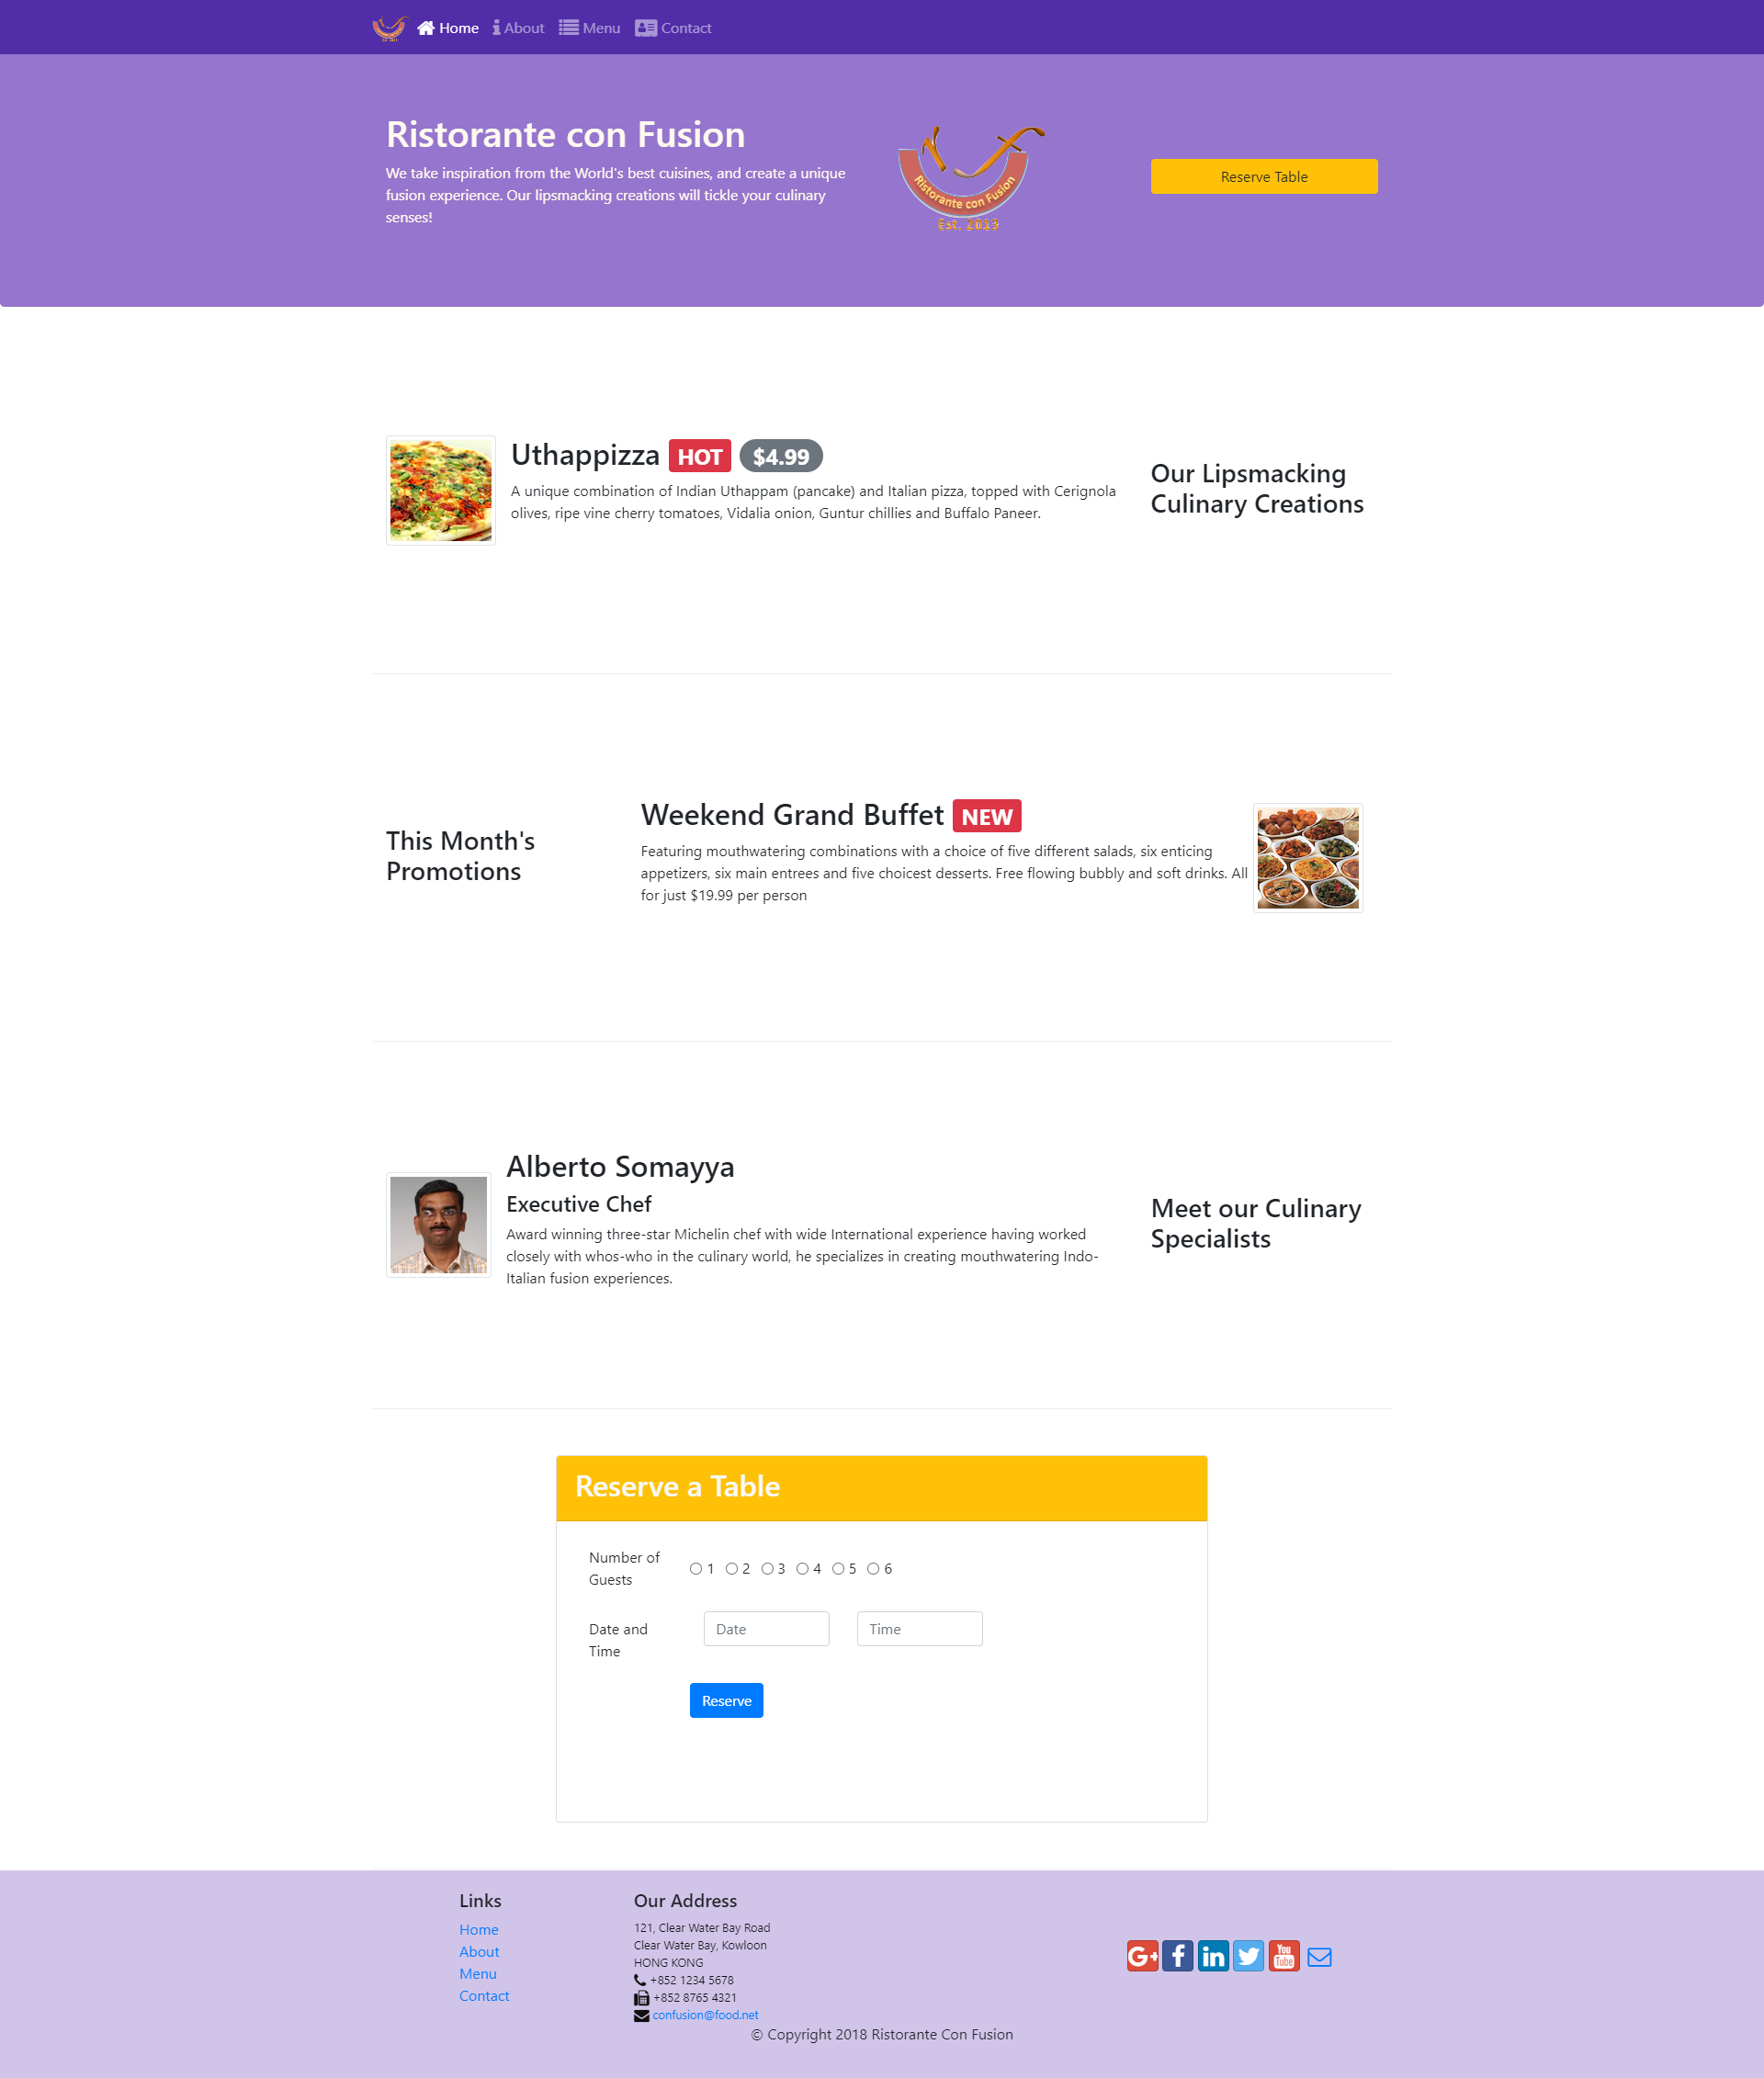 Home About Menu Contact
Ristorante con Fusion
We take inspiration from the World's best cuisines, and create a unique
fusion experience. Our lipsmacking creations will tickle your culinary
senses!
Ristorante con Fusion
Est. 2013
Reserve Table
Uthappizza HOT $4.99
A unique combination of Indian Uthappam (pancake) and Italian pizza, topped with Cerignola
olives, ripe vine cherry tomatoes, Vidalia onion, Guntur chillies and Buffalo Paneer.
Our Lipsmacking
Culinary Creations
This Month's
Promotions
Weekend Grand Buffet NEW
Featuring mouthwatering combinations with a choice of five different salads, six enticing
appetizers, six main entrees and five choicest desserts. Free flowing bubbly and soft drinks. All
for just $19.99 per person
Alberto Somayya
Executive Chef
Award winning three-star Michelin chef with wide International experience having worked
closely with whos-who in the culinary world, he specializes in creating mouthwatering Indo-
Italian fusion experiences.
Meet our Culinary
Specialists
Reserve a Table
Number of
Guests
1 2 3 4 5 6
Date and
Time
Date Time
Reserve
Links
Home
About
Menu
Contact
Our Address
121, Clear Water Bay Road
Clear Water Bay, Kowloon
HONG KONG
+852 1234 5678
+852 8765 4321
confusion@food.net
G+ f in You Tube
© Copyright 2018 Ristorante Con Fusion